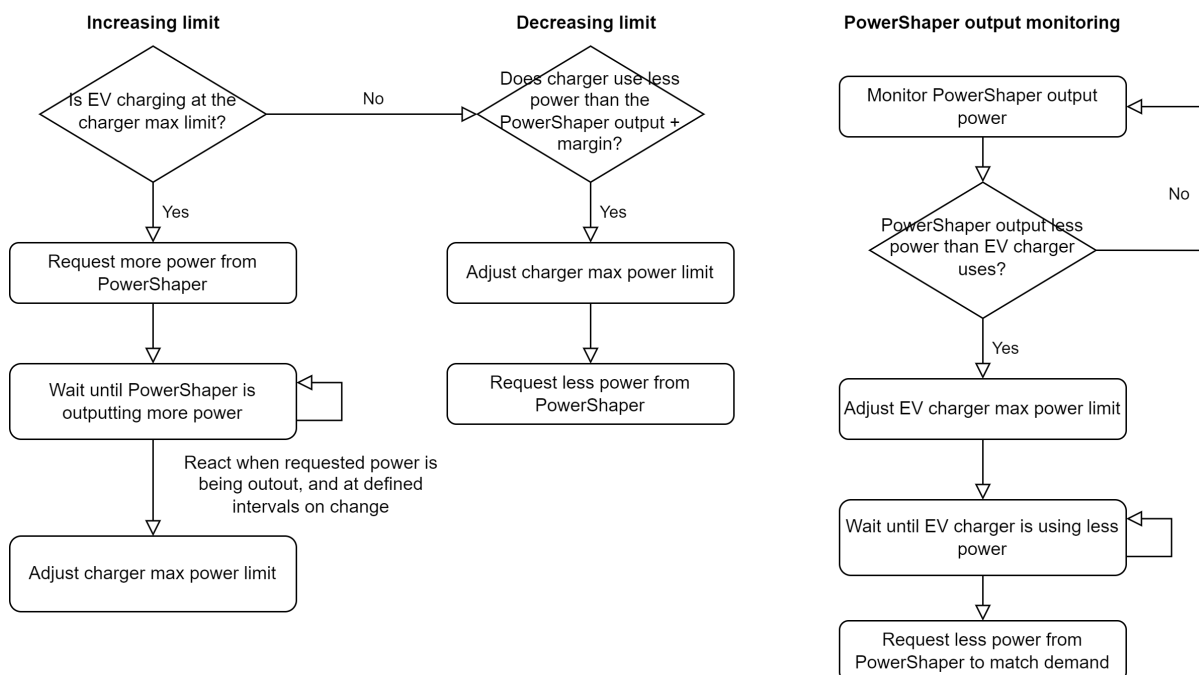 Increasing limit
Is EV charging at the
charger max limit?
No
Yes
Request more power from
PowerShaper
Wait until PowerShaper is
outputting more power
React when requested power is
being outout, and at defined
intervals on change
Adjust charger max power limit
Decreasing limit
Does charger use less
power than the
PowerShaper output +
margin?
Yes
Adjust charger max power limit
Request less power from
PowerShaper
PowerShaper output monitoring
Monitor PowerShaper output
power
No
PowerShaper output less
power than EV charger
uses?
Yes
Adjust EV charger max power limit
Wait until EV charger is using less
power
Request less power from
PowerShaper to match demand